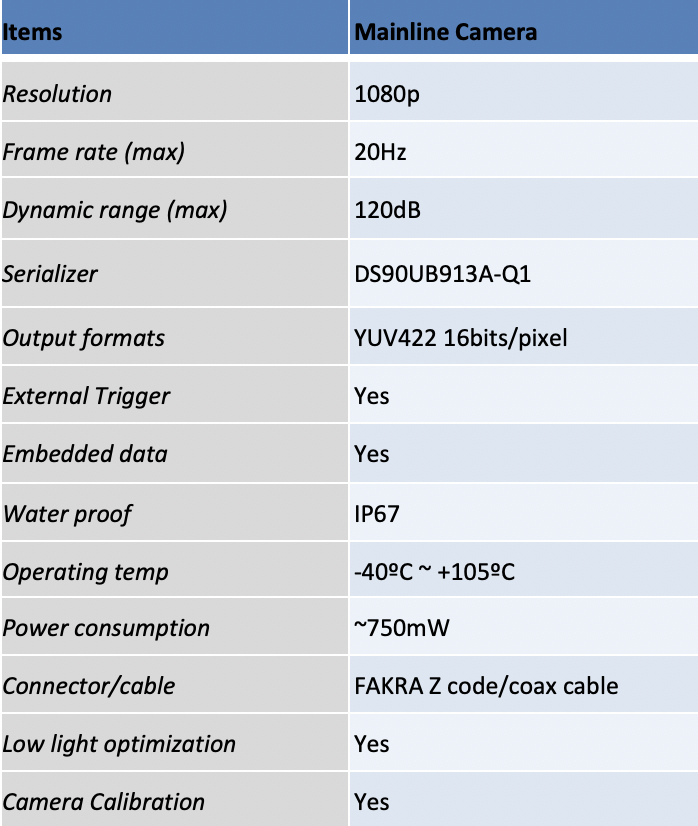 Items Mainline Camera
Resolution 1080p
Frame rate (max) 20Hz
Dynamic range (max) 120dB
Serializer DS90UB913A-Q1
Output formats YUV422 16bits/pixel
External Trigger Yes
Embedded data Yes
Water proof IP67
Operating temp -40ºC ~ +105ºC
Power consumption ~750mW
Connector/cable FAKRA Z code/coax cable
Low light optimization Yes
Camera Calibration Yes